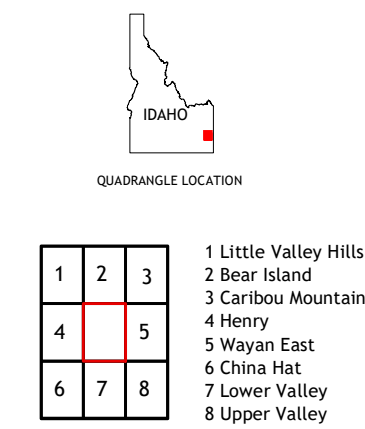 IDAHO
QUADRANGLE LOCATION
1 2 3
4 5
6 7 8
1 Little Valley Hills
2 Bear Island
3 Caribou Mountain
4 Henry
5 Wayan East
6 China Hat
7 Lower Valley
8 Upper Valley